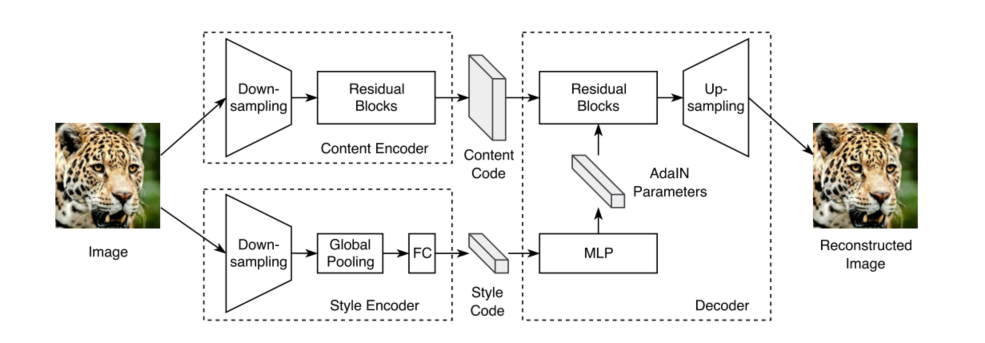 Image
Down-
sampling
Residual
Blocks
Content Encoder
Down-
sampling
Global
Pooling
FC
Style Encoder
Content
Code
Style
Code
Residual
Blocks
Up-
sampling
AdaIN
Parameters
MLP
Decoder
Reconstructed
Image